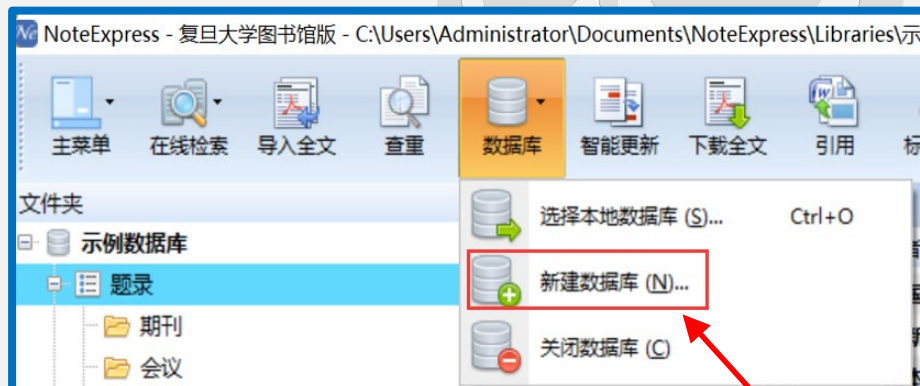 NoteExpress - 复旦大学图书馆版 - C:\Users\Administrator\Documents\NoteExpress\Libraries\示
主菜单 在线检索 导入全文 查重 数据库 智能更新 下载全文 引用 标
文件夹
示例数据库
题录
期刊
会议
选择本地数据库 (S)... Ctrl+O
新建数据库 (N)...
关闭数据库 (C)